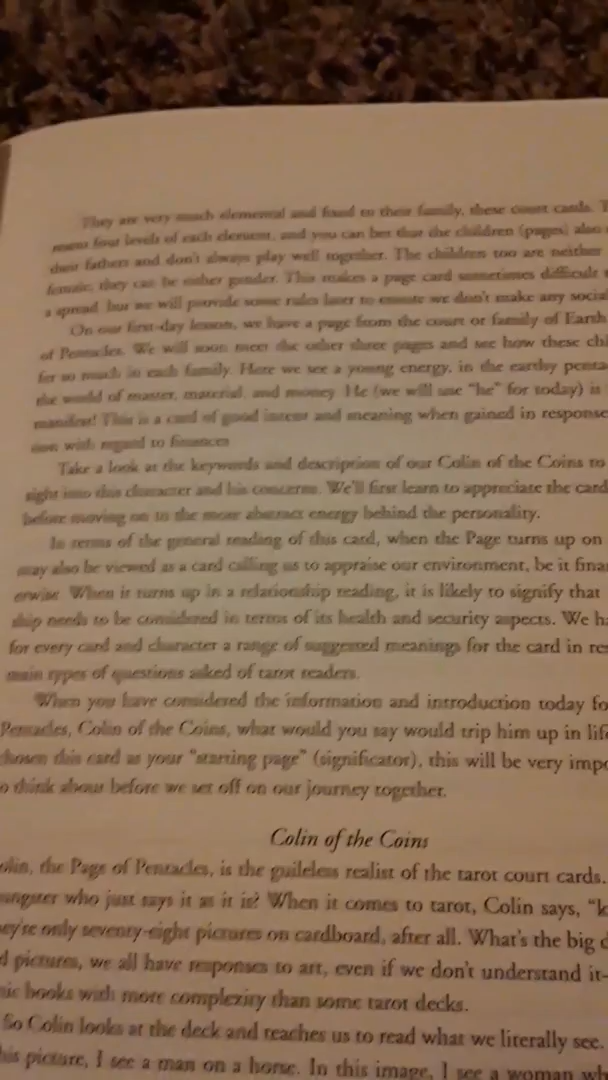 They are very much elemental and fixed to their family, these court cards.
means four levels of each element, and you can bet that the children (pages) also
their fathers and don't always play well together. The children too are neither
female, they can be either gender. This makes a page card sometimes difficult
a spread, but we will provide some rules later to ensure we don't make any social
On our first-day lesson, we have a page from the court or family of Earth
of Pentacles. We will soon meet the other three pages and see how these
fer so much in each family. Here we see a young energy, in the earthy
the world of master, material, and money. He (we will use "he" for today) is
This is a card of good intent and meaning when gained in response
with regard to finances
Take a look at the keywords and description of our Colin of the Coins to
sight into this character and his concerns. We'll first learn to appreciate the card
before moving on to the more abstract energy behind the personality.
In terms of the general reading of this card, when the Page turns up on
may also be viewed as a card calling us to appraise our environment, be it
erwise. When it turns up in a relationship reading, it is likely to signify that
ship needs to be considered in terms of its health and security aspects. We
for every card and character a range of suggested meanings for the card in
main types of questions asked of tarot readers.
When you have considered the information and introduction today
Pentacles, Colin of the Coins, what would you say would trip him up in
chosen this card as your "starting page" (significator), this will be very
o think about before we set off on our journey together.
Colin of the Coins
olin, the Page of Pentacles, is the guileless realist of the tarot court cards.
ungster who just says it as it is? When it comes to tarot, Colin says,
ey're only seventy-eight pictures on cardboard, after all. What's the big
d pictures, we all have responses to art, even if we don't understand it—
ic books with more complexity than some tarot decks.
So Colin looks at the deck and teaches us to read what we literally see.
his picture, I see a man on a horse. In this image, I see a woman